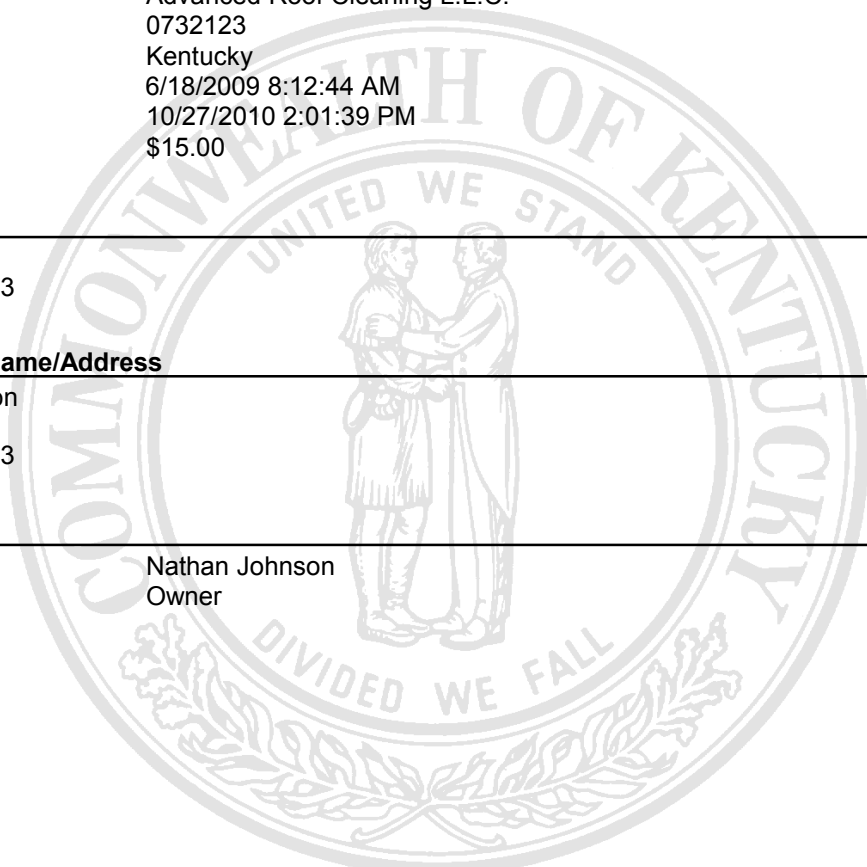 Advanced Roof Cleaning L.L.C.
0732123
Kentucky
6/18/2009 8:12:44 AM
10/27/2010 2:01:39 PM
$15.00
3
ame/Address
on
3
Nathan Johnson
Owner
COMMONWEALTH OF KENTUCKY
UNITED WE STAND
DIVIDED WE FALL